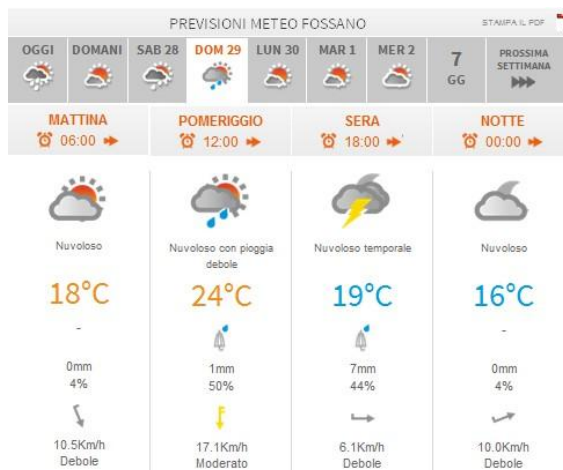 PREVISIONI METEO FOSSANO
STAMPA IL PDF
OGGI DOMANI SAB 28 DOM 29 LUN 30 MAR 1 MER 2 7 GG PROSSIMA SETTIMANA
MATTINA POMERIGGIO SERA NOTTE
06:00 12:00 18:00 00:00
Nuvoloso Nuvoloso con pioggia debole Nuvoloso temporale Nuvoloso
18°C 24°C 19°C 16°C
- -
0mm 1mm 7mm 0mm
4% 50% 44% 4%
10.5Km/h 17.1Km/h 6.1Km/h 10.0Km/h
Debole Moderato Debole Debole